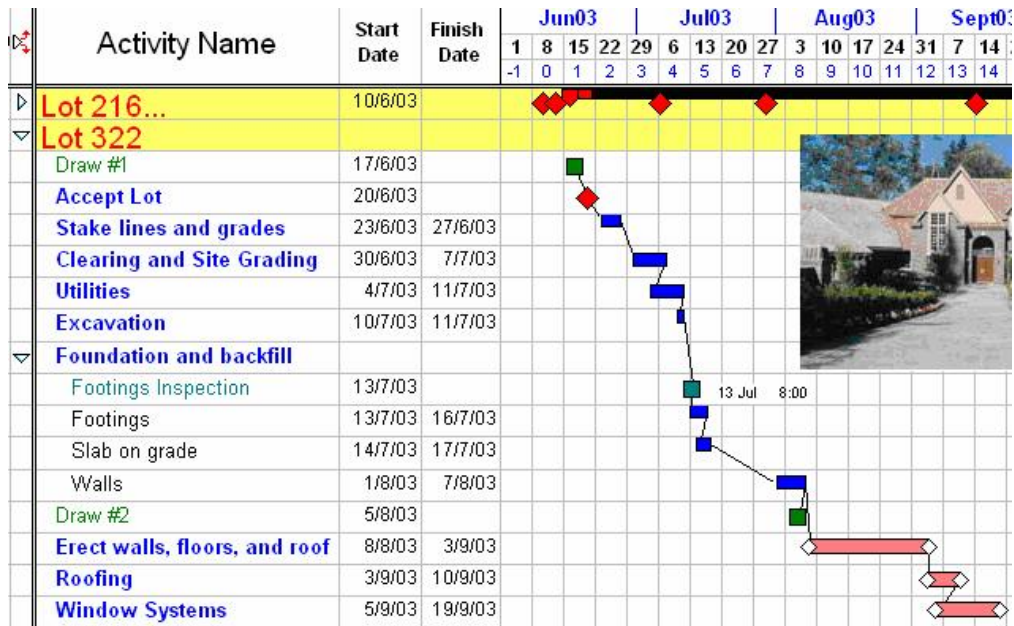 Activity Name Start Date Finish Date Jun03 Jul03 Aug03 Sept03
1 8 15 22 29 6 13 20 27 3 10 17 24 31 7 14
-1 0 1 2 3 4 5 6 7 8 9 10 11 12 13 14
Lot 216... 10/6/03
Lot 322
Draw #1 17/6/03
Accept Lot 20/6/03
Stake lines and grades 23/6/03 27/6/03
Clearing and Site Grading 30/6/03 7/7/03
Utilities 4/7/03 11/7/03
Excavation 10/7/03 11/7/03
Foundation and backfill
Footings Inspection 13/7/03 13 Jul 8:00
Footings 13/7/03 16/7/03
Slab on grade 14/7/03 17/7/03
Walls 1/8/03 7/8/03
Draw #2 5/8/03
Erect walls, floors, and roof 8/8/03 3/9/03
Roofing 3/9/03 10/9/03
Window Systems 5/9/03 19/9/03